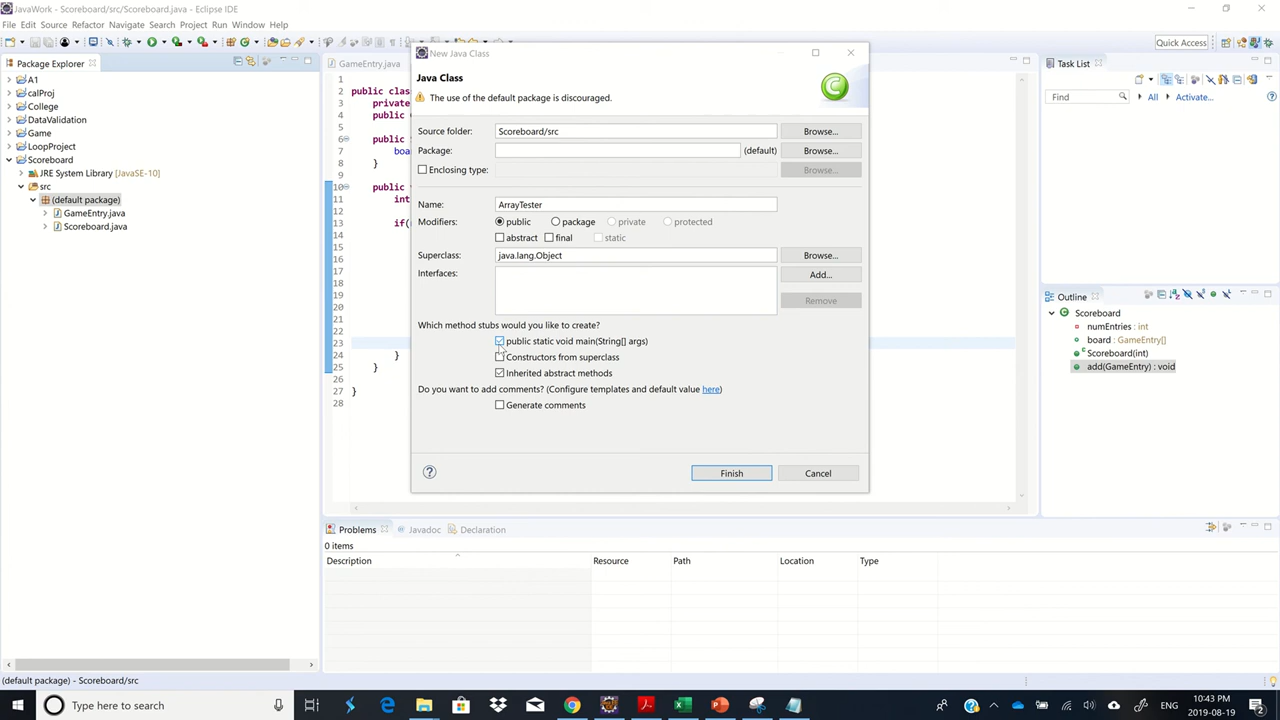 JavaWork - Scoreboard/src/Scoreboard.java - Eclipse IDE
File Edit Source Refactor Navigate Search Project Run Window Help
Quick Access
Package Explorer
A1
calProj
College
DataValidation
Game
LoopProject
Scoreboard
JRE System Library [JavaSE-10]
src
(default package)
GameEntry.java
Scoreboard.java
GameEntry.java
1
2 public class
3 private
4 public
5
6 public
7 boa
8 }
9
10 public
11 int
12
13 if(
14
15
16
17
18
19
20
21
22
23
24 }
25 }
26
27 }
28
New Java Class
Java Class
The use of the default package is discouraged.
Source folder: Scoreboard/src Browse...
Package: (default) Browse...
Enclosing type: Browse...
Name: ArrayTester
Modifiers: public package private protected
abstract final static
Superclass: java.lang.Object Browse...
Interfaces: Add...
Remove
Which method stubs would you like to create?
public static void main(String[] args)
Constructors from superclass
Inherited abstract methods
Do you want to add comments? (Configure templates and default value here)
Generate comments
Finish Cancel
Task List
Find All Activate...
Outline
Scoreboard
numEntries : int
board : GameEntry[]
Scoreboard(int)
add(GameEntry) : void
Problems Javadoc Declaration
0 items
Description Resource Path Location Type
(default package) - Scoreboard/src
Type here to search
ENG
10:43 PM
2019-08-19
2